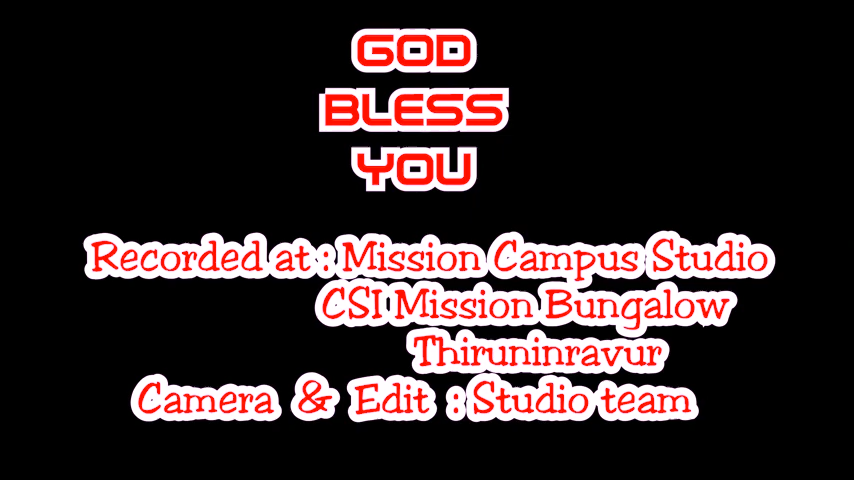 GOD
BLESS
YOU
Recorded at : Mission Campus Studio
CSI Mission Bungalow
Thiruninravur
Camera & Edit : Studio team